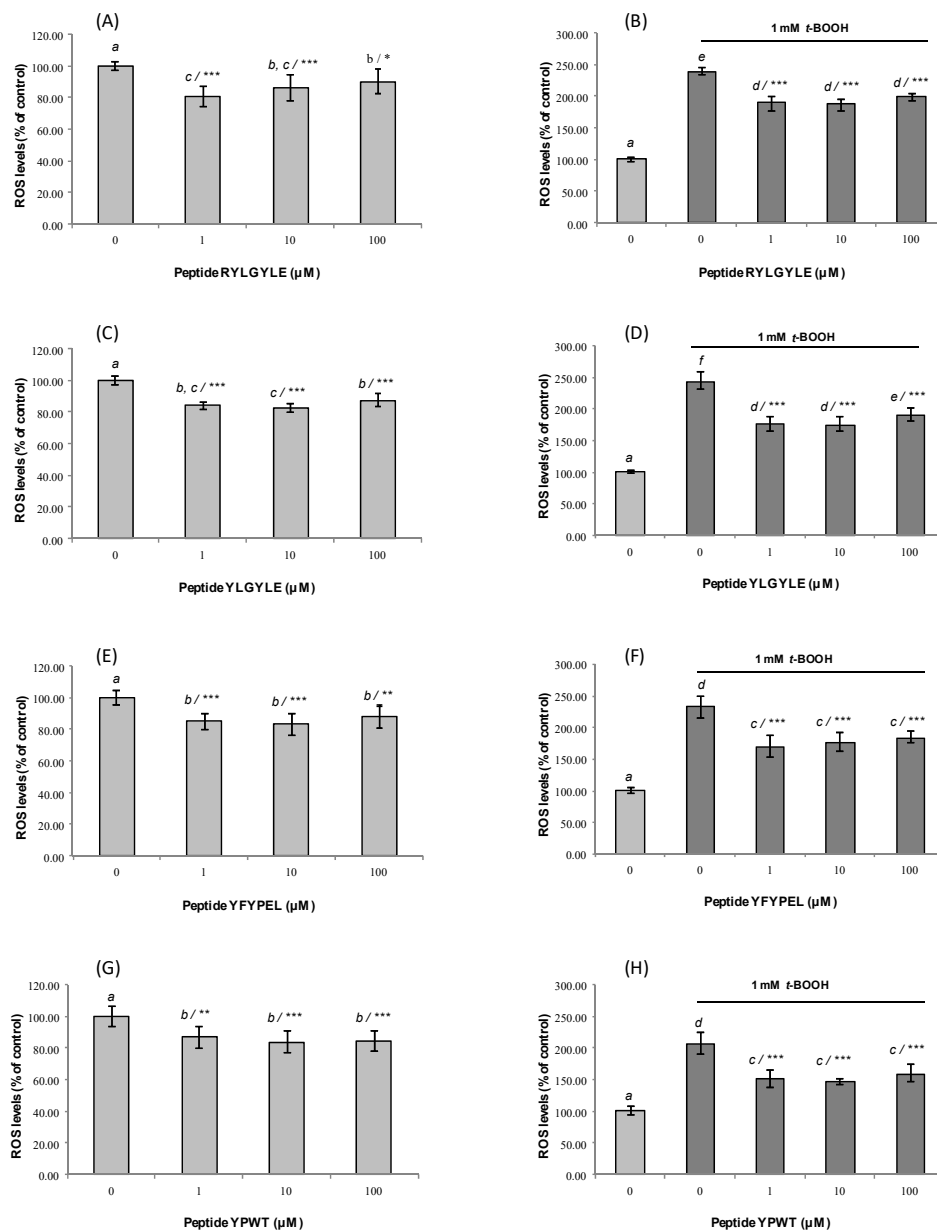 (A)
120.00
100.00
80.00
60.00
40.00
20.00
0.00
ROS levels (% of control)
a
c / ***
b, c / ***
b / *
0 1 10 100
Peptide RYLGYLE (µM)
(B)
1 mM t-BOOH
300.00
250.00
200.00
150.00
100.00
50.00
0.00
ROS levels (% of control)
a
e
d / ***
d / ***
d / ***
0 0 1 10 100
Peptide RYLGYLE (µM)
(C)
120.00
100.00
80.00
60.00
40.00
20.00
0.00
ROS levels (% of control)
a
b, c / ***
c / ***
b / ***
0 1 10 100
Peptide YLGYLE (µM)
(D)
1 mM t-BOOH
300.00
250.00
200.00
150.00
100.00
50.00
0.00
ROS levels (% of control)
a
f
d / ***
d / ***
e / ***
0 0 1 10 100
Peptide YLGYLE (µM)
(E)
120.00
100.00
80.00
60.00
40.00
20.00
0.00
ROS levels (% of control)
a
b / ***
b / ***
b / **
0 1 10 100
Peptide YFYPEL (µM)
(F)
1 mM t-BOOH
300.00
250.00
200.00
150.00
100.00
50.00
0.00
ROS levels (% of control)
a
d
c / ***
c / ***
c / ***
0 0 1 10 100
Peptide YFYPEL (µM)
(G)
120.00
100.00
80.00
60.00
40.00
20.00
0.00
ROS levels (% of control)
a
b / **
b / ***
b / ***
0 1 10 100
Peptide YPWT (µM)
(H)
1 mM t-BOOH
300.00
250.00
200.00
150.00
100.00
50.00
0.00
ROS levels (% of control)
a
d
c / ***
c / ***
c / ***
0 0 1 10 100
Peptide YPWT (µM)